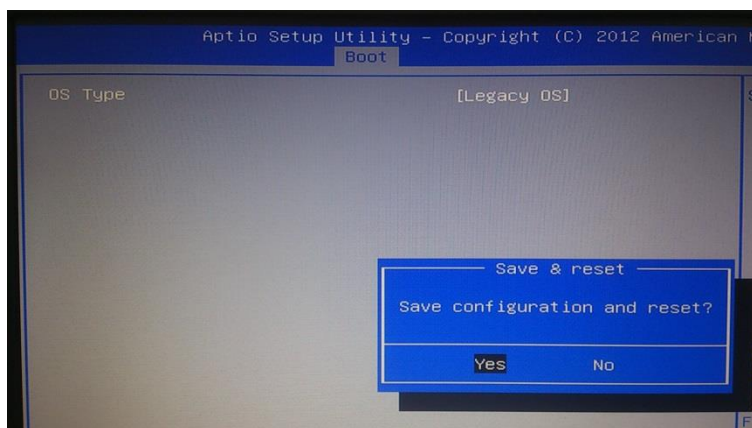 Aptio Setup Utility – Copyright (C) 2012 American
Boot
OS Type [Legacy OS]
Save & reset
Save configuration and reset?
Yes No